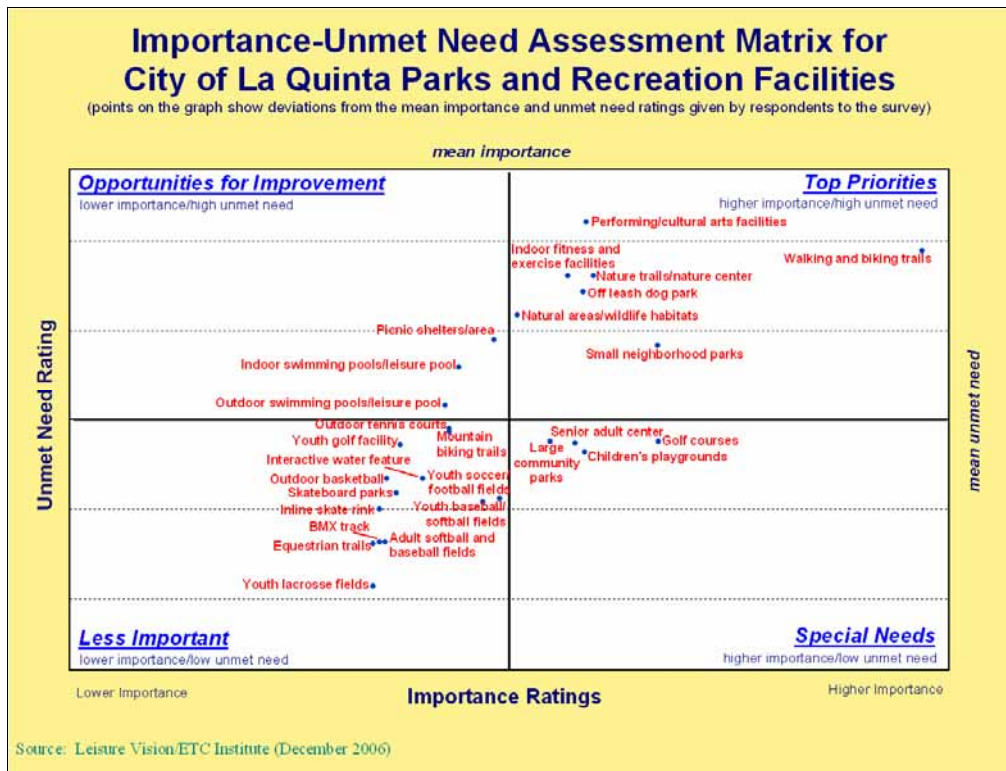 Importance-Unmet Need Assessment Matrix for
City of La Quinta Parks and Recreation Facilities
(points on the graph show deviations from the mean importance and unmet need ratings given by respondents to the survey)
mean importance
Opportunities for Improvement
lower importance/high unmet need
Top Priorities
higher importance/high unmet need
Performing/cultural arts facilities
Indoor fitness and
exercise facilities
Walking and biking trails
Nature trails/nature center
Off leash dog park
Natural areas/wildlife habitats
Picnic shelters/area
Small neighborhood parks
Indoor swimming pools/leisure pool
Outdoor swimming pools/leisure pool
Unmet Need Rating
mean unmet need
Outdoor tennis courts
Mountain
biking trails
Youth golf facility
Interactive water feature
Youth soccer/
football fields
Outdoor basketball
Skateboard parks
Youth baseball/
softball fields
Inline skate rink
BMX track
Adult softball and
baseball fields
Equestrian trails
Youth lacrosse fields
Senior adult center
Golf courses
Large
community
parks
Children's playgrounds
Less Important
lower importance/low unmet need
Special Needs
higher importance/low unmet need
Lower Importance
Importance Ratings
Higher Importance
Source: Leisure Vision/ETC Institute (December 2006)